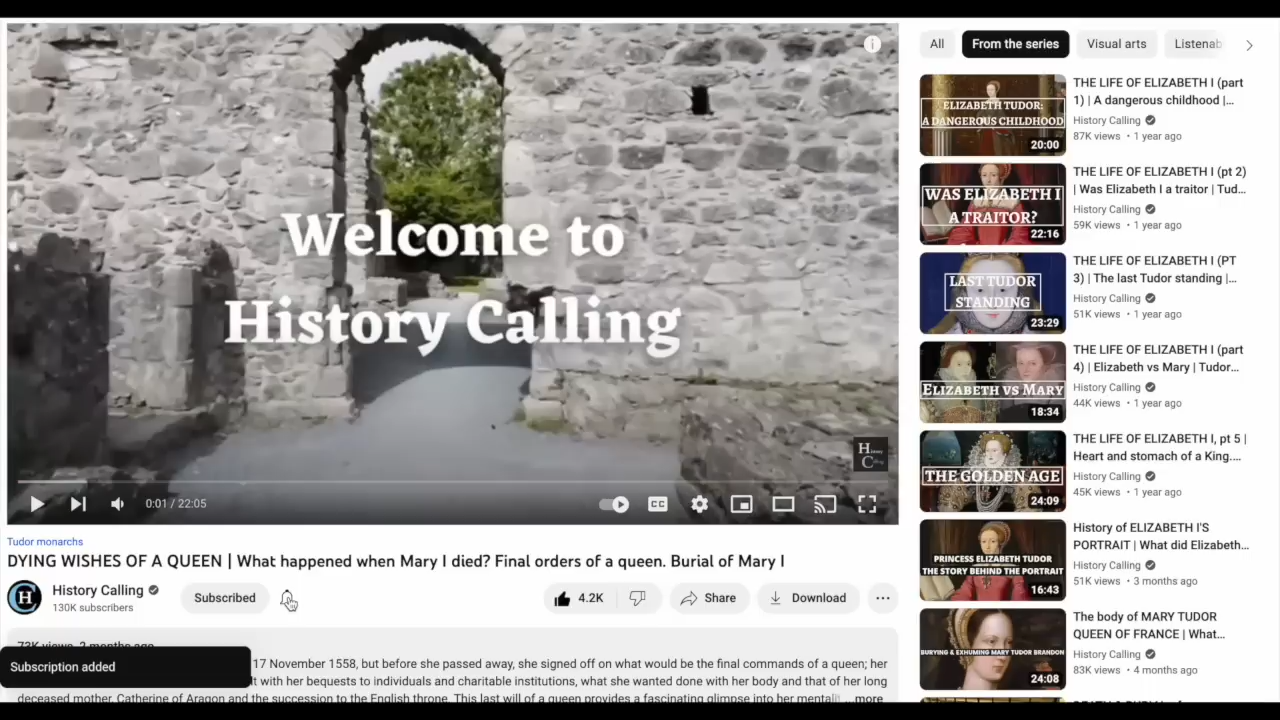 Welcome to
History Calling
H
History
Calling
0:01 / 22:05
CC
Tudor monarchs
DYING WISHES OF A QUEEN | What happened when Mary I died? Final orders of a queen. Burial of Mary I
H
History Calling
130K subscribers
Subscribed
4.2K
Share
Download
73K views 2 months ago
Subscription added
17 November 1558, but before she passed away, she signed off on what would be the final commands of a queen; her
lt with her bequests to individuals and charitable institutions, what she wanted done with her body and that of her long
deceased mother, Catherine of Aragon and the succession to the English throne. This last will of a queen provides a fascinating glimpse into her mentali ...more
All
From the series
Visual arts
Listenab
ELIZABETH TUDOR:
A DANGEROUS CHILDHOOD
20:00
THE LIFE OF ELIZABETH I (part
1) | A dangerous childhood |...
History Calling
87K views • 1 year ago
WAS ELIZABETH I
A TRAITOR?
22:16
THE LIFE OF ELIZABETH I (pt 2)
| Was Elizabeth I a traitor | Tud...
History Calling
59K views • 1 year ago
LAST TUDOR
STANDING
23:29
THE LIFE OF ELIZABETH I (PT
3) | The last Tudor standing |...
History Calling
51K views • 1 year ago
ELIZABETH VS MARY
18:34
THE LIFE OF ELIZABETH I (part
4) | Elizabeth vs Mary | Tudor...
History Calling
44K views • 1 year ago
THE GOLDEN AGE
24:09
THE LIFE OF ELIZABETH I, pt 5 |
Heart and stomach of a King....
History Calling
45K views • 1 year ago
PRINCESS ELIZABETH TUDOR
THE STORY BEHIND THE PORTRAIT
16:43
History of ELIZABETH I'S
PORTRAIT | What did Elizabeth...
History Calling
51K views • 3 months ago
BURYING & EXHUMING MARY TUDOR BRANDON
24:08
The body of MARY TUDOR
QUEEN OF FRANCE | What...
History Calling
83K views • 4 months ago